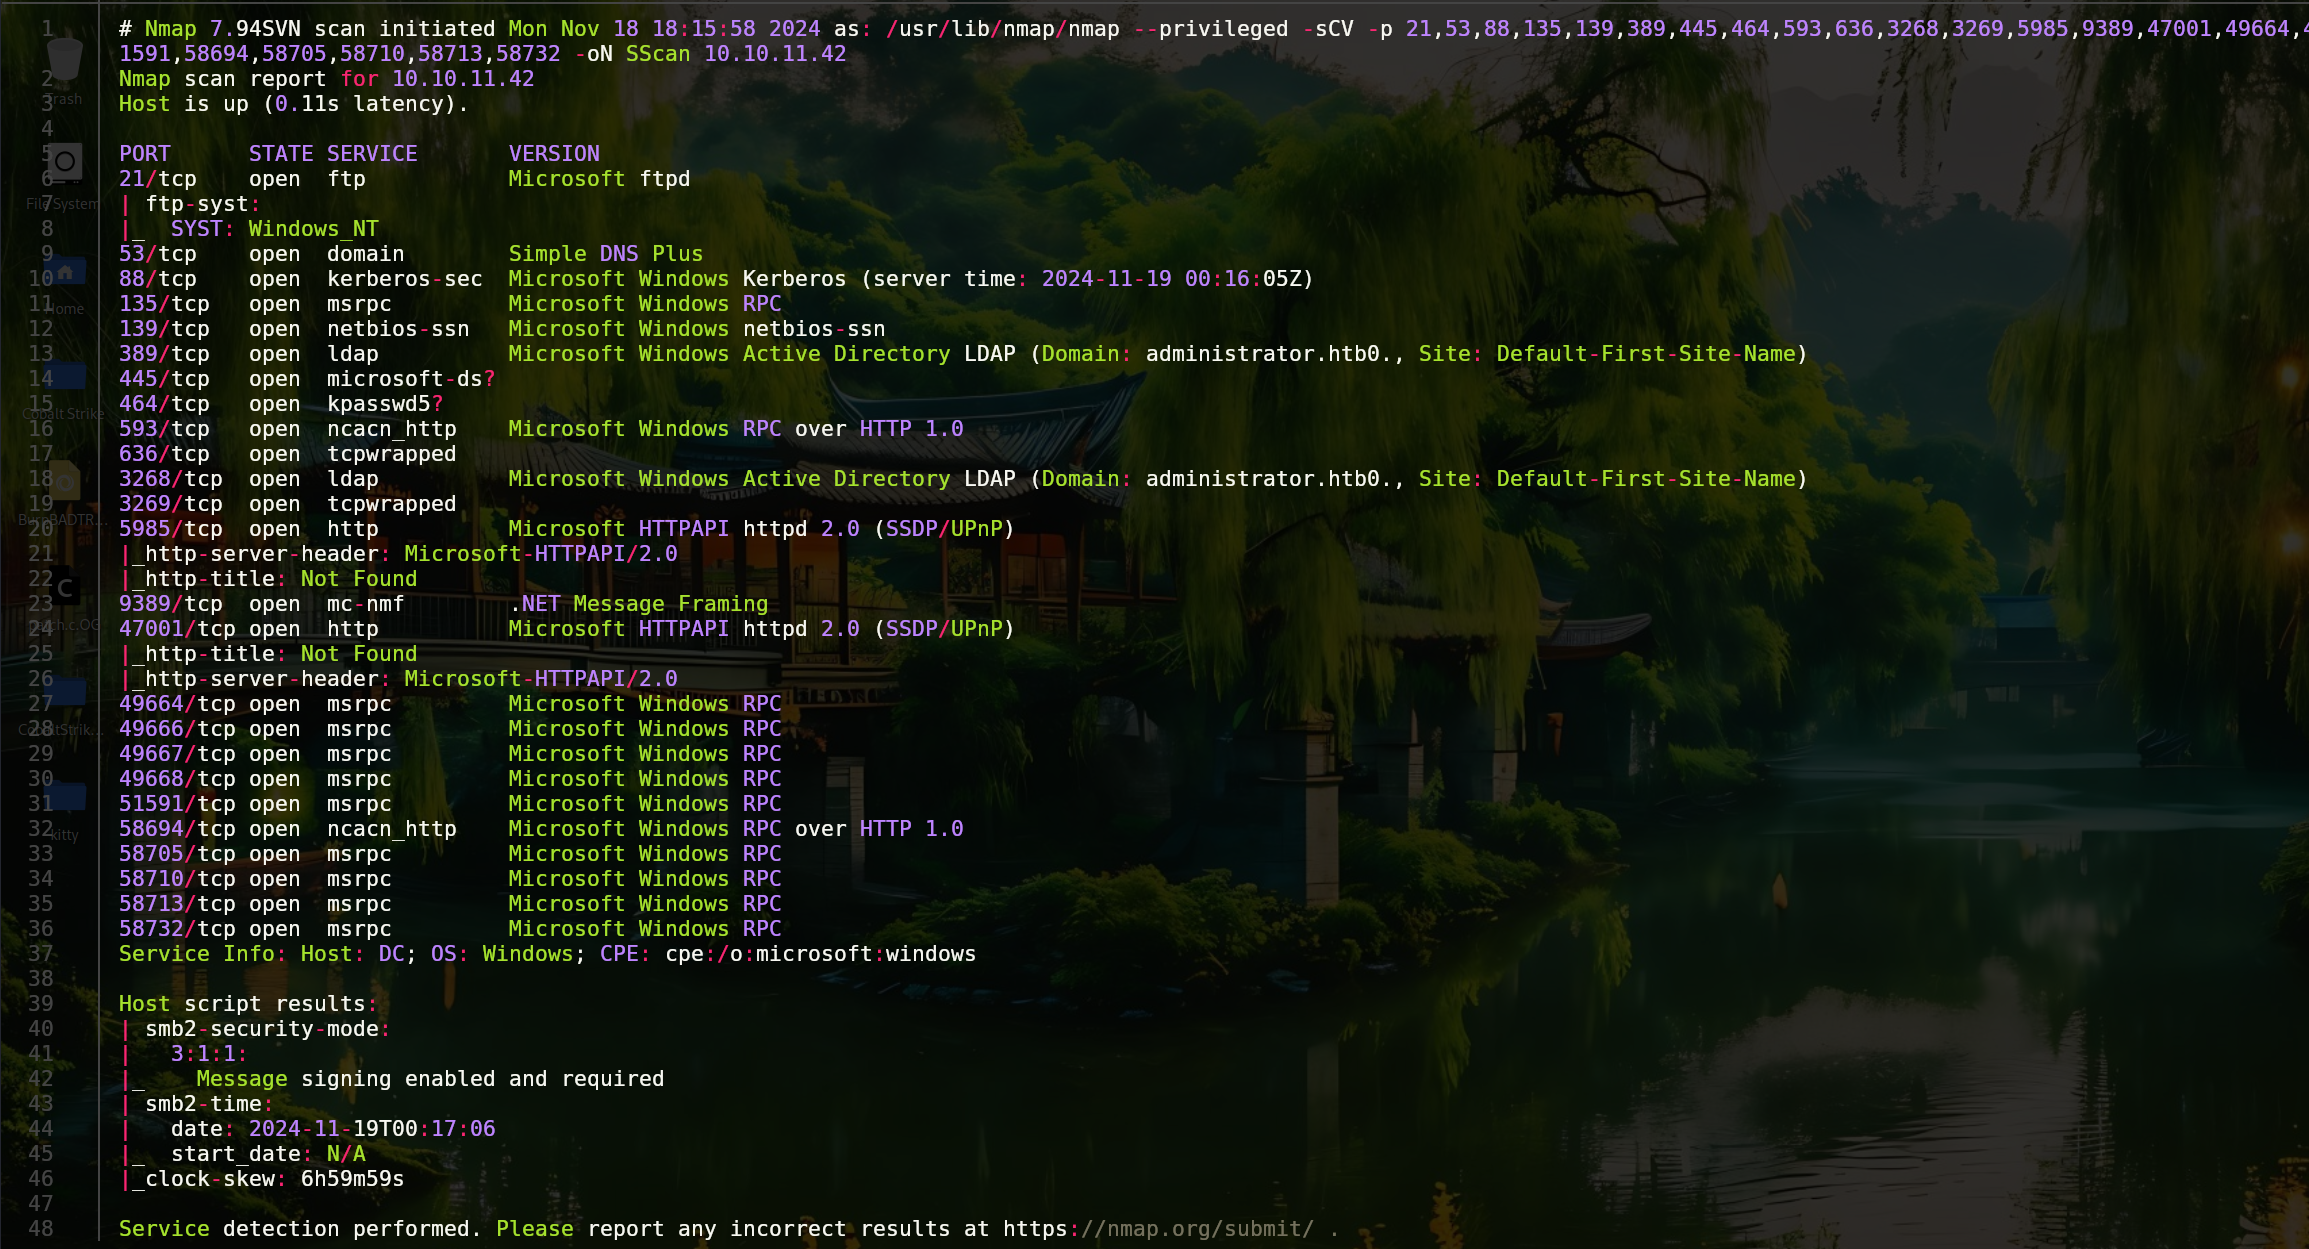 1 # Nmap 7.94SVN scan initiated Mon Nov 18 18:15:58 2024 as: /usr/lib/nmap/nmap --privileged -sCV -p 21,53,88,135,139,389,445,464,593,636,3268,3269,5985,9389,47001,49664,4
1591,58694,58705,58710,58713,58732 -oN SScan 10.10.11.42
2 Nmap scan report for 10.10.11.42
3 Host is up (0.11s latency).
4
5 PORT      STATE SERVICE       VERSION
6 21/tcp    open  ftp           Microsoft ftpd
7 | ftp-syst:
8 |_  SYST: Windows_NT
9 53/tcp    open  domain        Simple DNS Plus
10 88/tcp    open  kerberos-sec  Microsoft Windows Kerberos (server time: 2024-11-19 00:16:05Z)
11 135/tcp   open  msrpc         Microsoft Windows RPC
12 139/tcp   open  netbios-ssn   Microsoft Windows netbios-ssn
13 389/tcp   open  ldap          Microsoft Windows Active Directory LDAP (Domain: administrator.htb0., Site: Default-First-Site-Name)
14 445/tcp   open  microsoft-ds?
15 464/tcp   open  kpasswd5?
16 593/tcp   open  ncacn_http    Microsoft Windows RPC over HTTP 1.0
17 636/tcp   open  tcpwrapped
18 3268/tcp  open  ldap          Microsoft Windows Active Directory LDAP (Domain: administrator.htb0., Site: Default-First-Site-Name)
19 3269/tcp  open  tcpwrapped
20 5985/tcp  open  http          Microsoft HTTPAPI httpd 2.0 (SSDP/UPnP)
21 |_http-server-header: Microsoft-HTTPAPI/2.0
22 |_http-title: Not Found
23 9389/tcp  open  mc-nmf        .NET Message Framing
24 47001/tcp open  http          Microsoft HTTPAPI httpd 2.0 (SSDP/UPnP)
25 |_http-title: Not Found
26 |_http-server-header: Microsoft-HTTPAPI/2.0
27 49664/tcp open  msrpc         Microsoft Windows RPC
28 49666/tcp open  msrpc         Microsoft Windows RPC
29 49667/tcp open  msrpc         Microsoft Windows RPC
30 49668/tcp open  msrpc         Microsoft Windows RPC
31 51591/tcp open  msrpc         Microsoft Windows RPC
32 58694/tcp open  ncacn_http    Microsoft Windows RPC over HTTP 1.0
33 58705/tcp open  msrpc         Microsoft Windows RPC
34 58710/tcp open  msrpc         Microsoft Windows RPC
35 58713/tcp open  msrpc         Microsoft Windows RPC
36 58732/tcp open  msrpc         Microsoft Windows RPC
37 Service Info: Host: DC; OS: Windows; CPE: cpe:/o:microsoft:windows
38
39 Host script results:
40 | smb2-security-mode:
41 |   3:1:1:
42 |_    Message signing enabled and required
43 | smb2-time:
44 |   date: 2024-11-19T00:17:06
45 |_  start_date: N/A
46 |_clock-skew: 6h59m59s
47
48 Service detection performed. Please report any incorrect results at https://nmap.org/submit/ .
Trash
File System
Home
Cobalt Strike
BurpBADTR...
CobaltStrik...
kitty